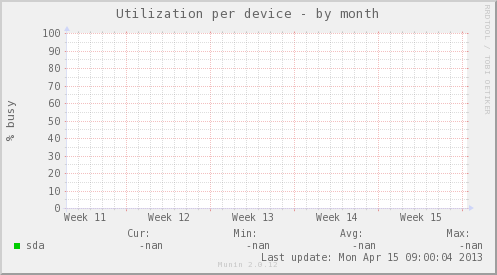 Utilization per device - by month
RRDTOOL / TOBI OETIKER
% busy
100
90
80
70
60
50
40
30
20
10
0
Week 11 Week 12 Week 13 Week 14 Week 15
Cur: Min: Avg: Max:
sda -nan -nan -nan -nan
Last update: Mon Apr 15 09:00:04 2013
Munin 2.0.12